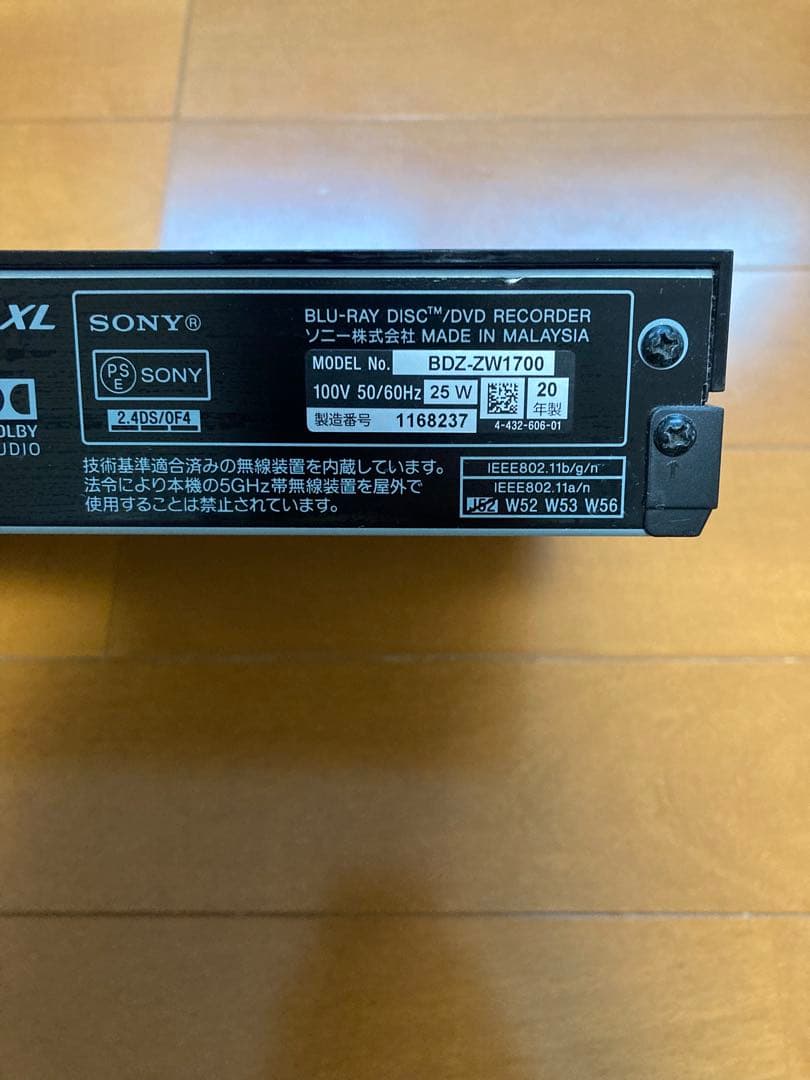 XL
DOLBY
AUDIO
SONY®
PS
E
SONY
2.4DS/OF4
BLU-RAY DISC™/DVD RECORDER
ソニー株式会社 MADE IN MALAYSIA
MODEL No. BDZ-ZW1700
100V 50/60Hz 25 W 20
年製
製造番号 1168237
4-432-606-01
技術基準適合済みの無線装置を内蔵しています。
法令により本機の5GHz帯無線装置を屋外で
使用することは禁止されています。
IEEE802.11b/g/n
IEEE802.11a/n
J52 W52 W53 W56